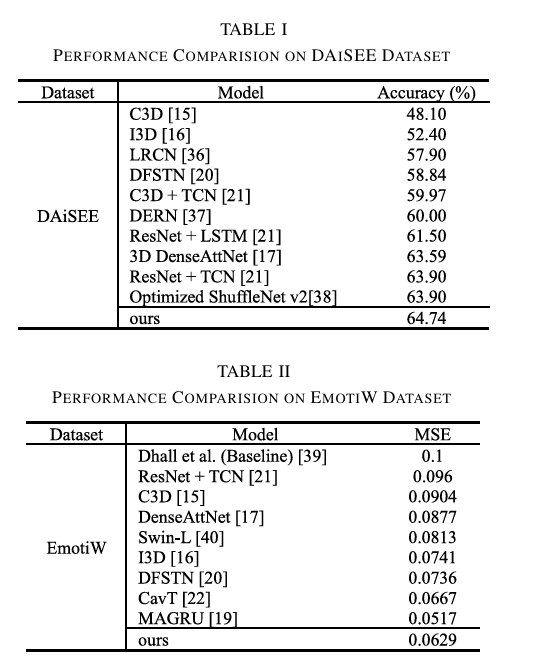 TABLE I
PERFORMANCE COMPARISION ON DAISEE DATASET
Dataset Model Accuracy (%)
C3D [15] 48.10
I3D [16] 52.40
LRCN [36] 57.90
DFSTN [20] 58.84
C3D + TCN [21] 59.97
DAiSEE DERN [37] 60.00
ResNet + LSTM [21] 61.50
3D DenseAttNet [17] 63.59
ResNet + TCN [21] 63.90
Optimized ShuffleNet v2[38] 63.90
ours 64.74
TABLE II
PERFORMANCE COMPARISION ON EMOTIW DATASET
Dataset Model MSE
Dhall et al. (Baseline) [39] 0.1
ResNet + TCN [21] 0.096
C3D [15] 0.0904
DenseAttNet [17] 0.0877
Swin-L [40] 0.0813
EmotiW I3D [16] 0.0741
DFSTN [20] 0.0736
CavT [22] 0.0667
MAGRU [19] 0.0517
ours 0.0629